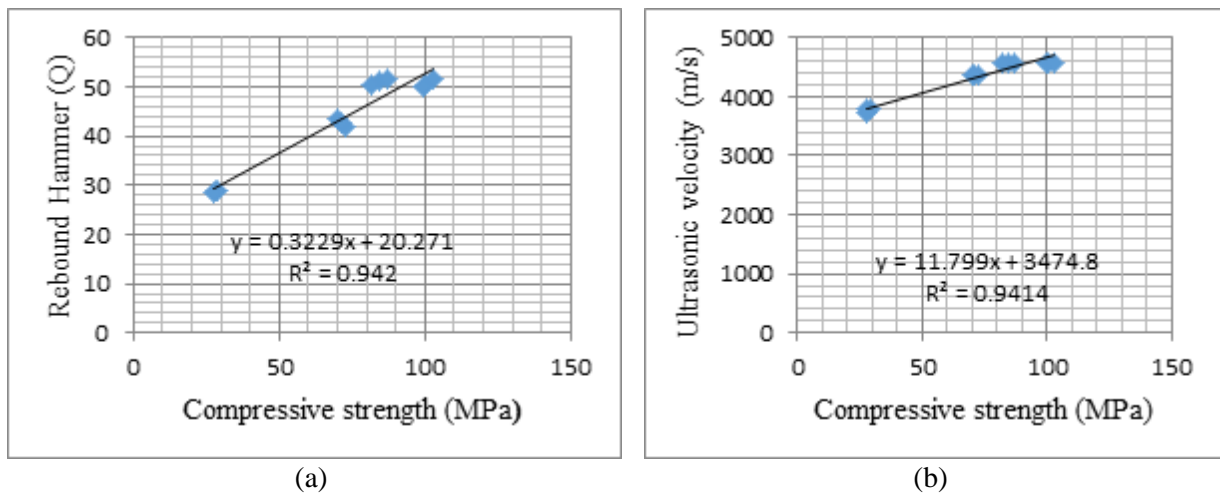 Rebound Hammer (Q)
60
50
40
30
20
10
0
y = 0.3229x + 20.271
R² = 0.942
0 50 100 150
Compressive strength (MPa)
(a)
Ultrasonic velocity (m/s)
5000
4000
3000
2000
1000
0
y = 11.799x + 3474.8
R² = 0.9414
0 50 100 150
Compressive strength (MPa)
(b)